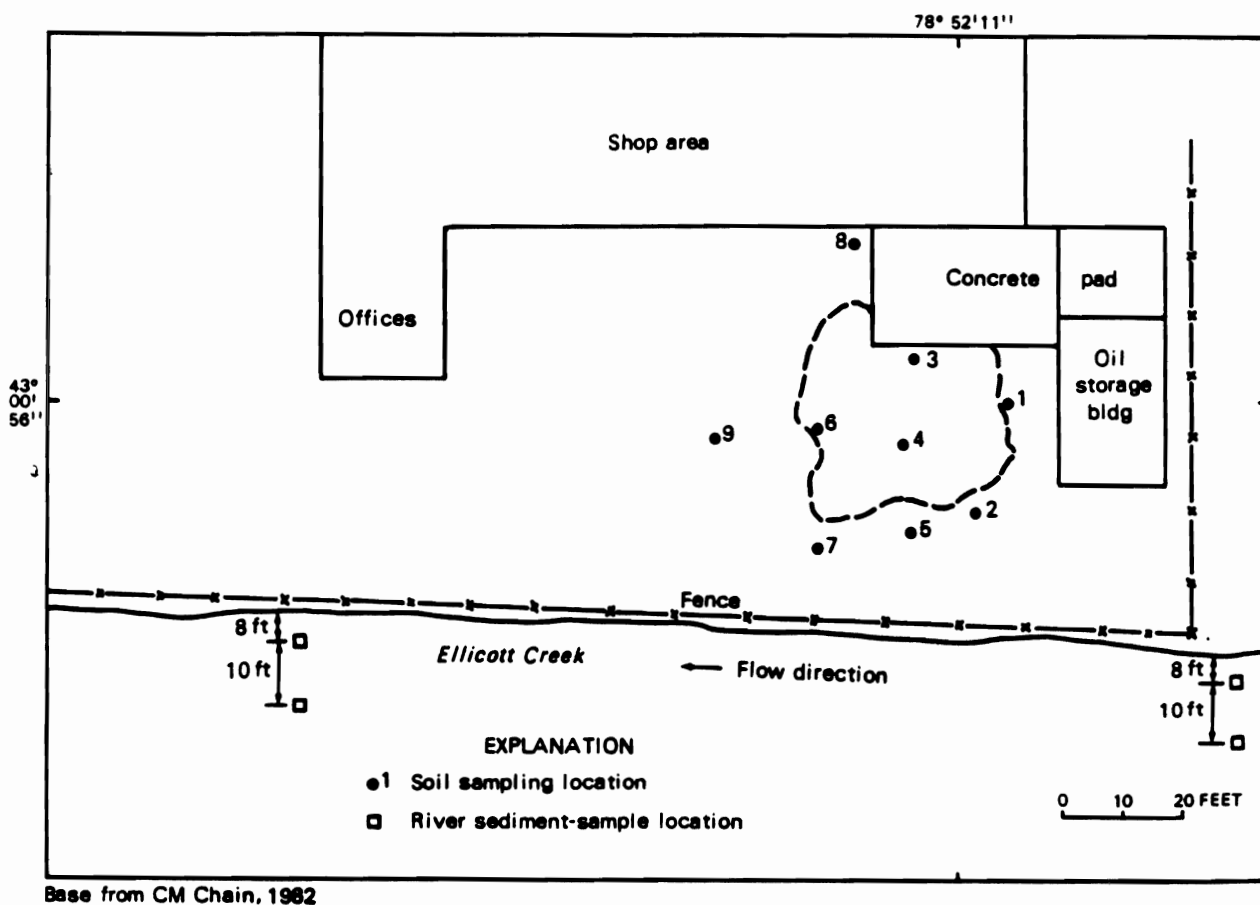 78° 52'11"
Shop area
8
Concrete pad
Offices
3
Oil
storage
bldg
43°
00'
56"
1
6
4
9
2
5
7
Fence
8 ft
Ellicott Creek
Flow direction
8 ft
10 ft
10 ft
EXPLANATION
1 Soil sampling location
River sediment-sample location
0 10 20 FEET
Base from CM Chain, 1982